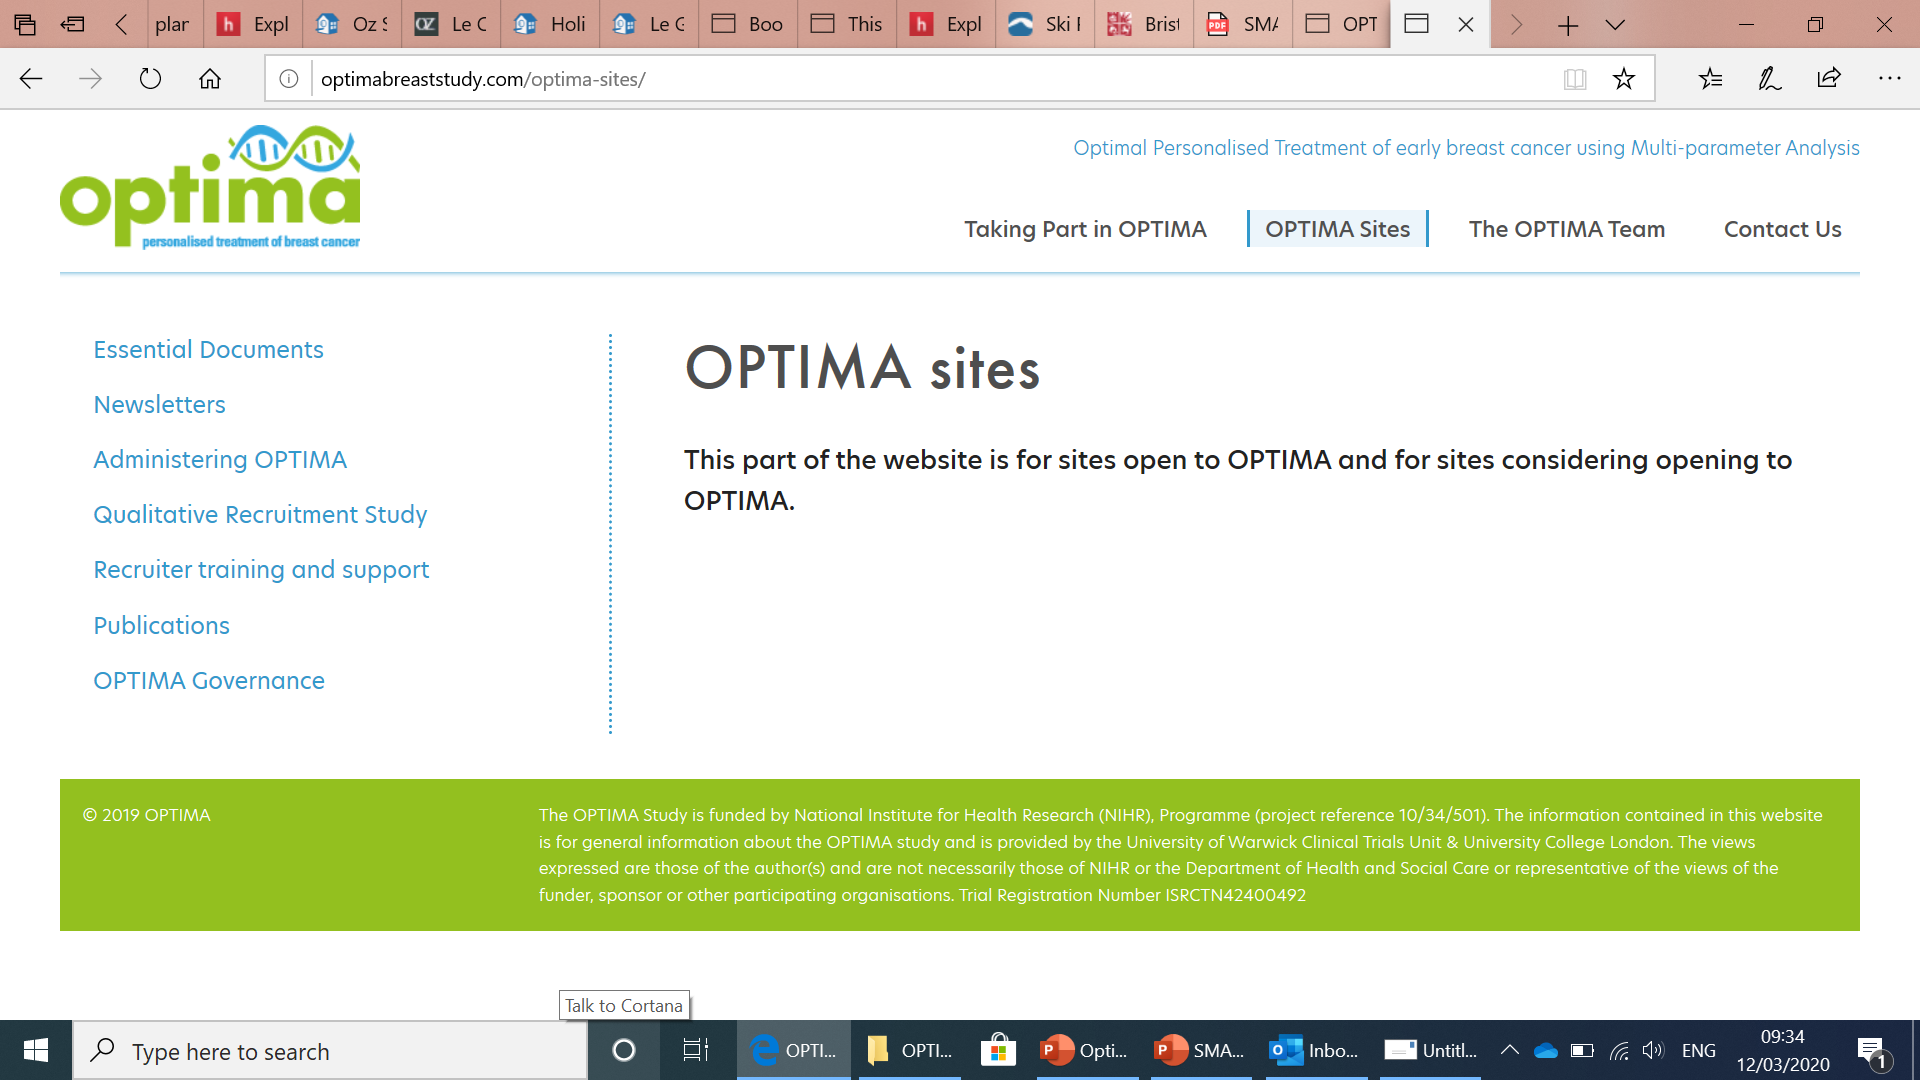 plar
Expl
Oz S
Le C
Holi
Le G
Boo
This
Expl
Ski F
Brist
SMA
OPT
optimabreaststudy.com/optima-sites/
optima
personalised treatment of breast cancer
Optimal Personalised Treatment of early breast cancer using Multi-parameter Analysis
Taking Part in OPTIMA
OPTIMA Sites
The OPTIMA Team
Contact Us
Essential Documents
Newsletters
Administering OPTIMA
Qualitative Recruitment Study
Recruiter training and support
Publications
OPTIMA Governance
OPTIMA sites
This part of the website is for sites open to OPTIMA and for sites considering opening to
OPTIMA.
© 2019 OPTIMA
The OPTIMA Study is funded by National Institute for Health Research (NIHR), Programme (project reference 10/34/501). The information contained in this website
is for general information about the OPTIMA study and is provided by the University of Warwick Clinical Trials Unit & University College London. The views
expressed are those of the author(s) and are not necessarily those of NIHR or the Department of Health and Social Care or representative of the views of the
funder, sponsor or other participating organisations. Trial Registration Number ISRCTN42400492
Talk to Cortana
Type here to search
OPTI...
OPTI...
Opti...
SMA...
Inbo...
Untitl...
ENG
09:34
12/03/2020
1